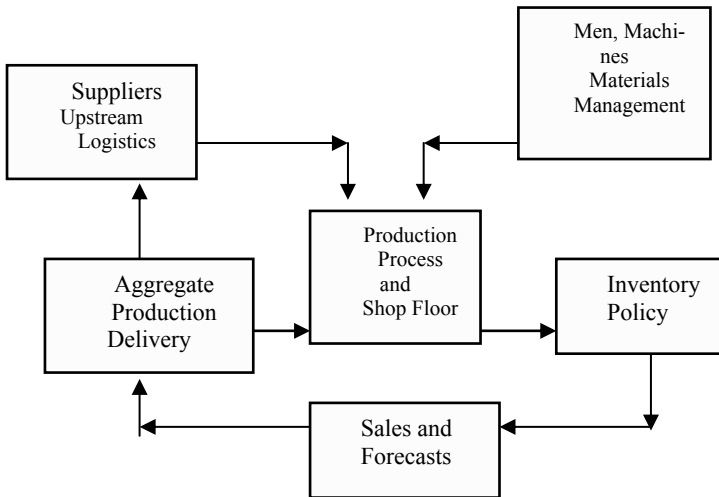 Men, Machi-
nes
Materials
Management
Suppliers
Upstream
Logistics
Production
Process
and
Shop Floor
Aggregate
Production
Delivery
Inventory
Policy
Sales and
Forecasts